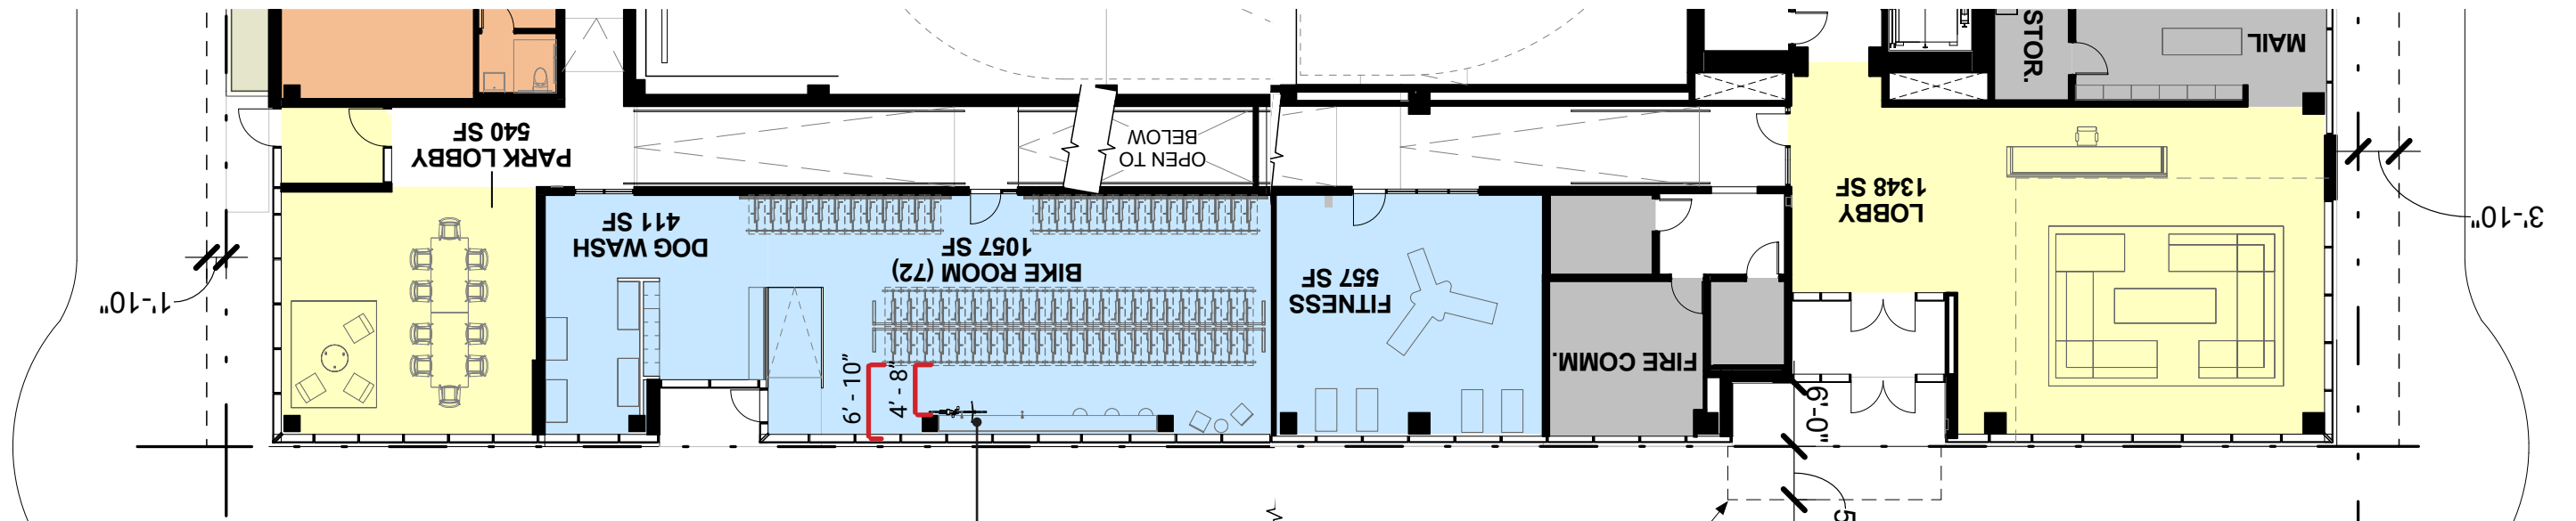 STOR.
MAIL
PARK LOBBY
540 SF
OPEN TO
BELOW
LOBBY
1348 SF
DOG WASH
411 SF
BIKE ROOM (72)
1057 SF
FITNESS
557 SF
FIRE COMM.
1'-10"
3'-10"
6' - 10"
4' - 8"
6'-0"
5